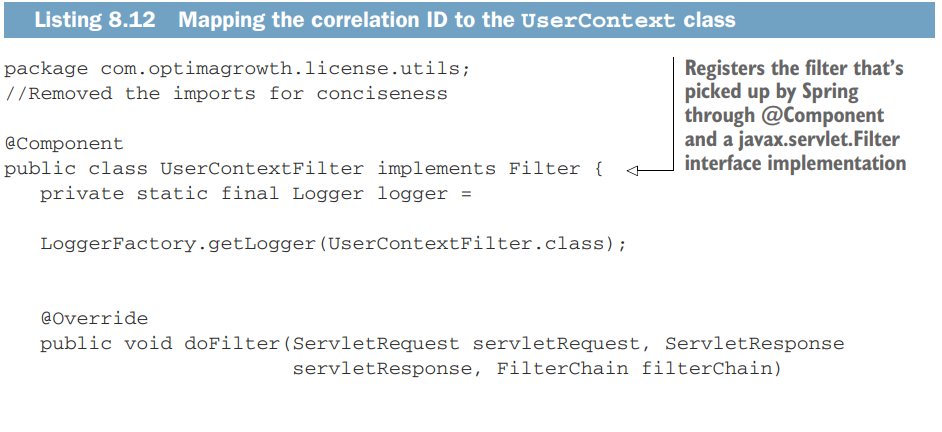 Listing 8.12 Mapping the correlation ID to the UserContext class
package com.optimagrowth.license.utils;
//Removed the imports for conciseness
@Component
public class UserContextFilter implements Filter {
private static final Logger logger =
LoggerFactory.getLogger(UserContextFilter.class);
@Override
public void doFilter(ServletRequest servletRequest, ServletResponse
servletResponse, FilterChain filterChain)
Registers the filter that's
picked up by Spring
through @Component
and a javax.servlet.Filter
interface implementation